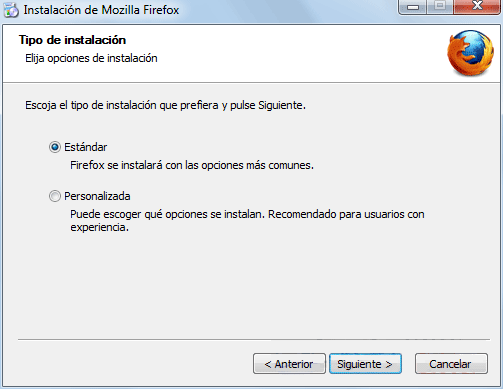 Instalación de Mozilla Firefox
Tipo de instalación
Elija opciones de instalación
Escoja el tipo de instalación que prefiera y pulse Siguiente.
Estándar
Firefox se instalará con las opciones más comunes.
Personalizada
Puede escoger qué opciones se instalan. Recomendado para usuarios con
experiencia.
< Anterior
Siguiente >
Cancelar